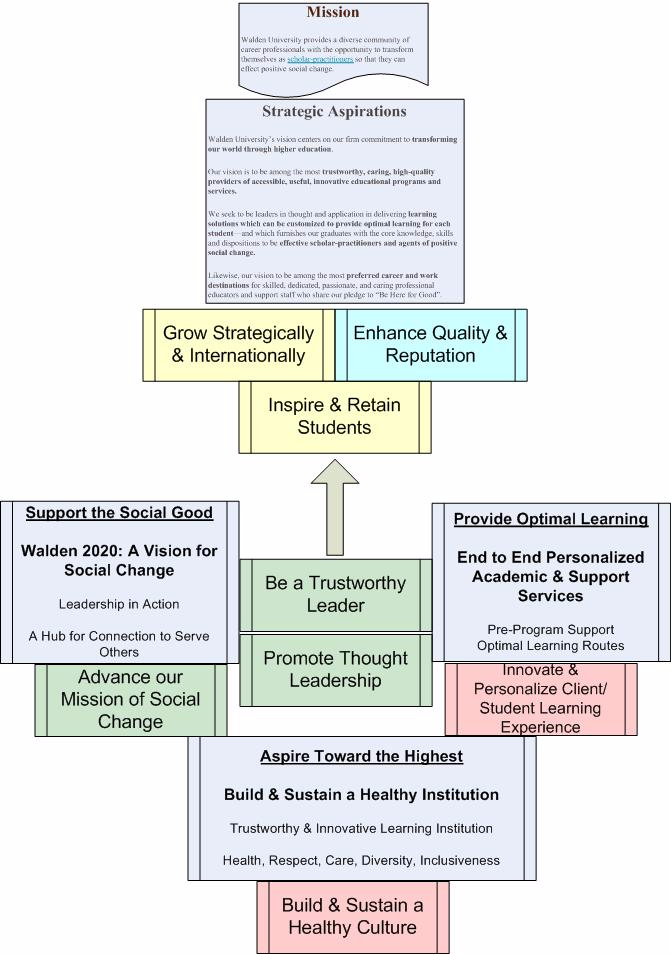 Mission
Walden University provides a diverse community of
career professionals with the opportunity to transform
themselves as scholar-practitioners so that they can
effect positive social change.
Strategic Aspirations
Walden University's vision centers on our firm commitment to transforming
our world through higher education.
Our vision is to be among the most trustworthy, caring, high-quality
providers of accessible, useful, innovative educational programs and
services.
We seek to be leaders in thought and application in delivering learning
solutions which can be customized to provide optimal learning for each
student—and which furnishes our graduates with the core knowledge, skills
and dispositions to be effective scholar-practitioners and agents of positive
social change.
Likewise, our vision to be among the most preferred career and work
destinations for skilled, dedicated, passionate, and caring professional
educators and support staff who share our pledge to “Be Here for Good”.
Grow Strategically
& Internationally
Enhance Quality &
Reputation
Inspire & Retain
Students
Support the Social Good
Walden 2020: A Vision for
Social Change
Leadership in Action
A Hub for Connection to Serve
Others
Advance our
Mission of Social
Change
Be a Trustworthy
Leader
Promote Thought
Leadership
Provide Optimal Learning
End to End Personalized
Academic & Support
Services
Pre-Program Support
Optimal Learning Routes
Innovate &
Personalize Client/
Student Learning
Experience
Aspire Toward the Highest
Build & Sustain a Healthy Institution
Trustworthy & Innovative Learning Institution
Health, Respect, Care, Diversity, Inclusiveness
Build & Sustain a
Healthy Culture